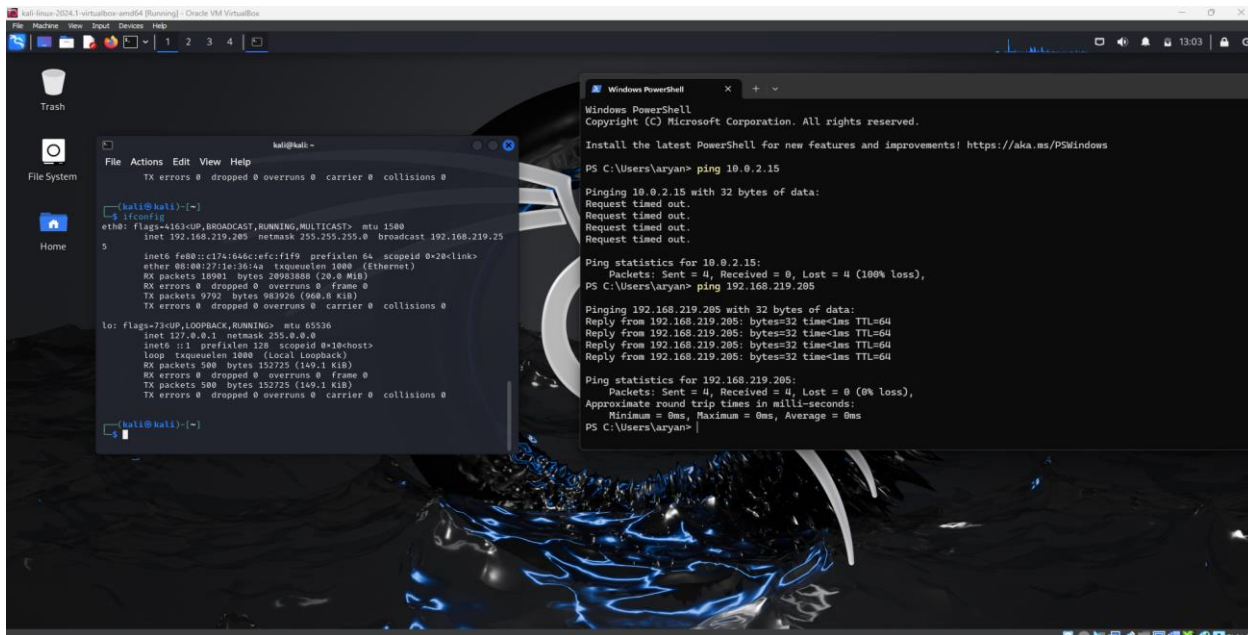 kali-linux-2024.1-virtualbox-amd64 [Running] - Oracle VM VirtualBox
File Machine View Input Devices Help
1 2 3 4
13:03
Trash
File System
Home
kali@kali: ~
File Actions Edit View Help
TX errors 0 dropped 0 overruns 0 carrier 0 collisions 0
┌──(kali㉿kali)-[~]
└─$ ifconfig
eth0: flags=4163<UP,BROADCAST,RUNNING,MULTICAST> mtu 1500
inet 192.168.219.205 netmask 255.255.255.0 broadcast 192.168.219.25
5
inet6 fe80::c174:646c:efc:f1f9 prefixlen 64 scopeid 0×20<link>
ether 08:00:27:1e:36:4a txqueuelen 1000 (Ethernet)
RX packets 18901 bytes 20983888 (20.0 MiB)
RX errors 0 dropped 0 overruns 0 frame 0
TX packets 9792 bytes 983926 (960.8 KiB)
TX errors 0 dropped 0 overruns 0 carrier 0 collisions 0
lo: flags=73<UP,LOOPBACK,RUNNING> mtu 65536
inet 127.0.0.1 netmask 255.0.0.0
inet6 ::1 prefixlen 128 scopeid 0×10<host>
loop txqueuelen 1000 (Local Loopback)
RX packets 500 bytes 152725 (149.1 KiB)
RX errors 0 dropped 0 overruns 0 frame 0
TX packets 500 bytes 152725 (149.1 KiB)
TX errors 0 dropped 0 overruns 0 carrier 0 collisions 0
┌──(kali㉿kali)-[~]
└─$
Windows PowerShell
Windows PowerShell
Copyright (C) Microsoft Corporation. All rights reserved.
Install the latest PowerShell for new features and improvements! https://aka.ms/PSWindows
PS C:\Users\aryan> ping 10.0.2.15
Pinging 10.0.2.15 with 32 bytes of data:
Request timed out.
Request timed out.
Request timed out.
Request timed out.
Ping statistics for 10.0.2.15:
Packets: Sent = 4, Received = 0, Lost = 4 (100% loss),
PS C:\Users\aryan> ping 192.168.219.205
Pinging 192.168.219.205 with 32 bytes of data:
Reply from 192.168.219.205: bytes=32 time<1ms TTL=64
Reply from 192.168.219.205: bytes=32 time<1ms TTL=64
Reply from 192.168.219.205: bytes=32 time<1ms TTL=64
Reply from 192.168.219.205: bytes=32 time<1ms TTL=64
Ping statistics for 192.168.219.205:
Packets: Sent = 4, Received = 4, Lost = 0 (0% loss),
Approximate round trip times in milli-seconds:
Minimum = 0ms, Maximum = 0ms, Average = 0ms
PS C:\Users\aryan>